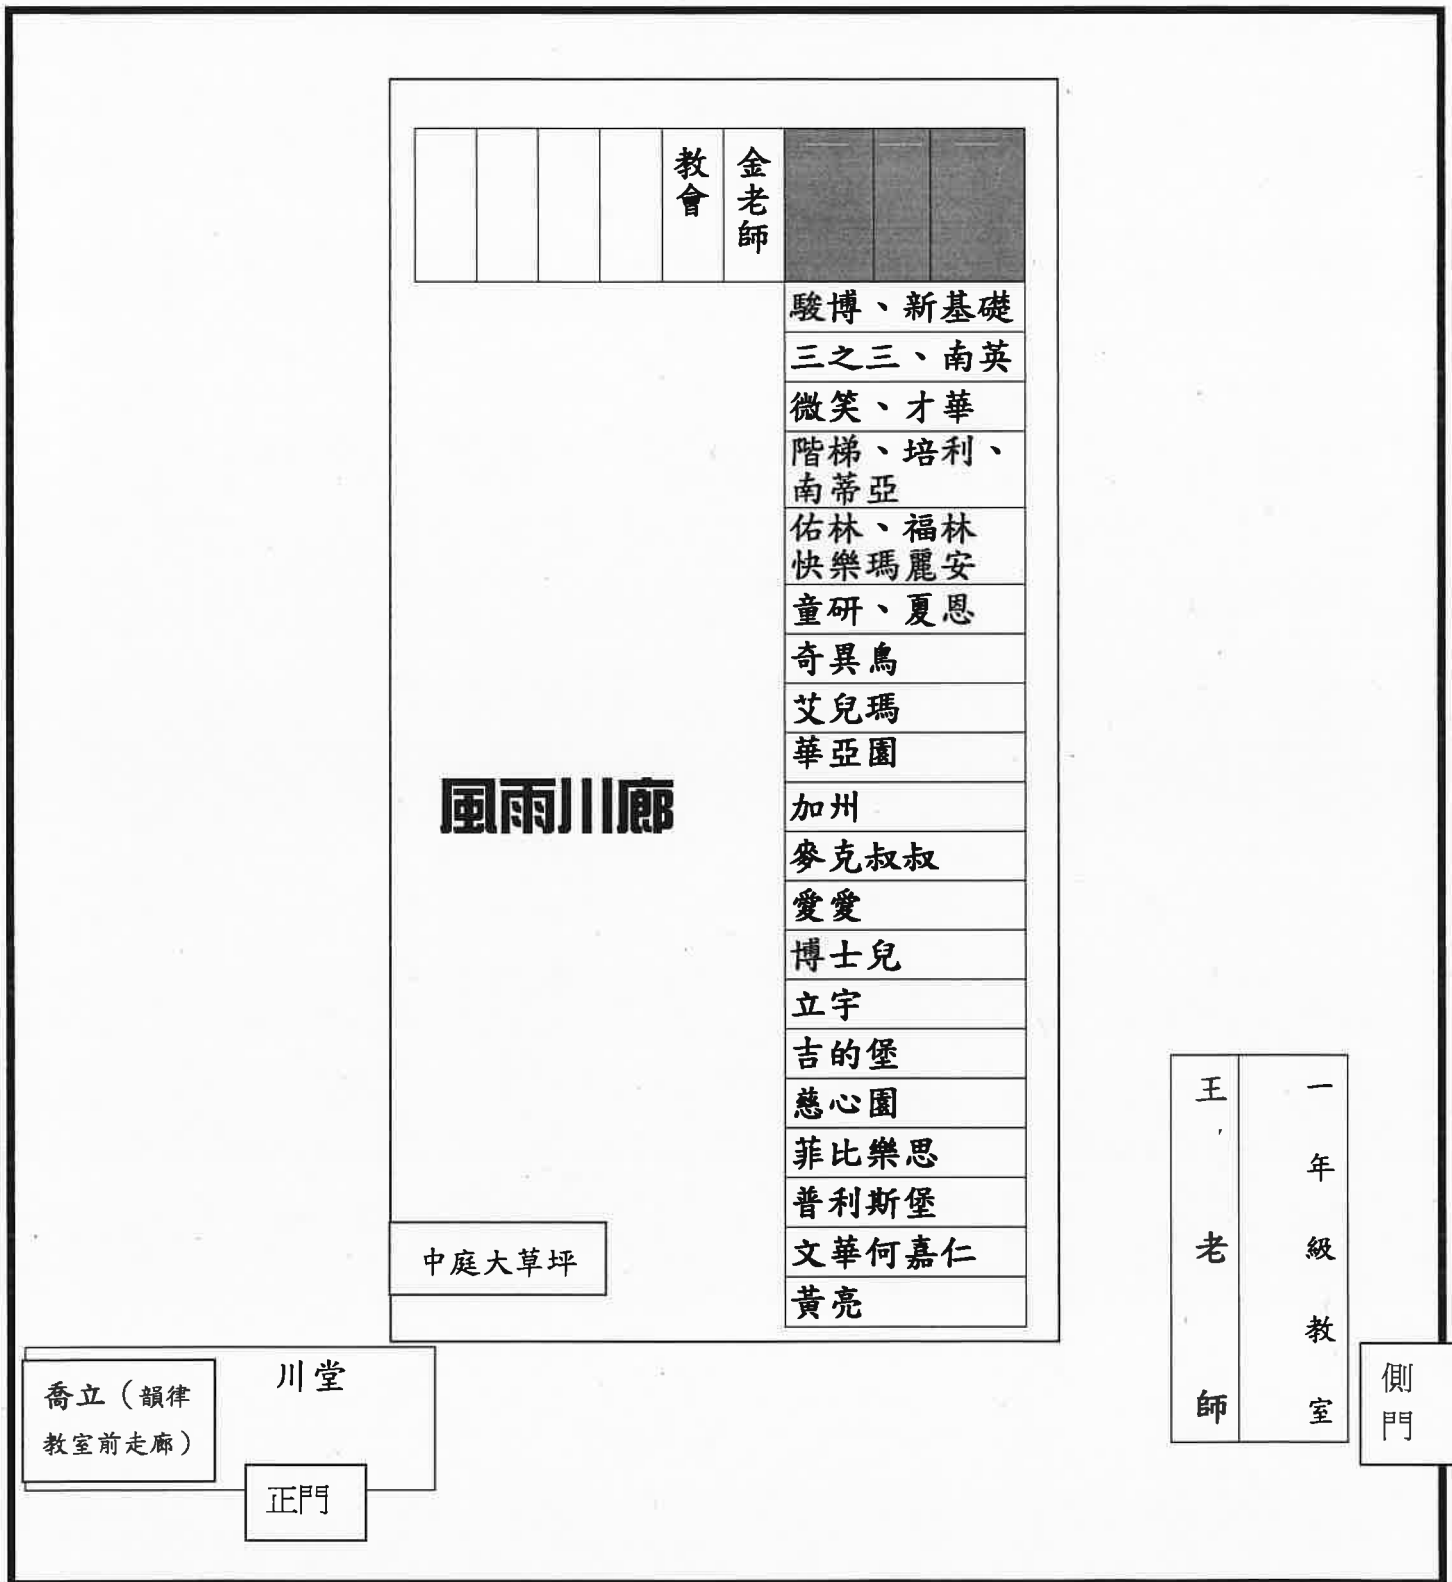 教會
金老師
駿博、新基礎
三之三、南英
微笑、才華
階梯、培利、
南蒂亞
佑林、福林
快樂瑪麗安
童研、夏恩
奇異鳥
艾兒瑪
華亞園
加州
麥克叔叔
愛愛
博士兒
立宇
吉的堡
慈心園
菲比樂思
普利斯堡
文華何嘉仁
黃亮
風雨川廊
中庭大草坪
川堂
喬立（韻律
教室前走廊）
正門
王老師
一年級教室
側門